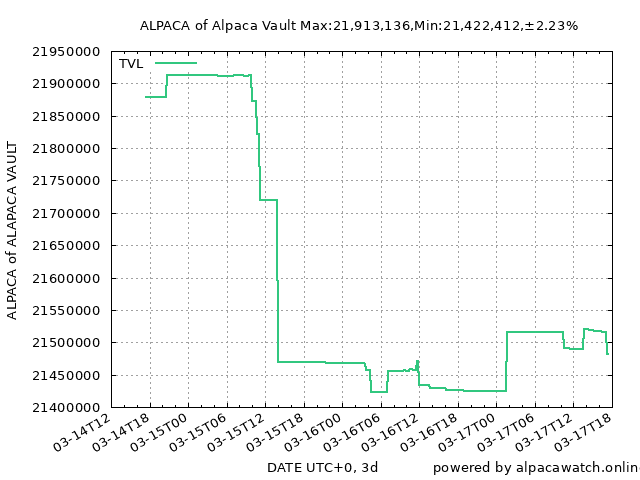 ALPACA of Alpaca Vault Max:21,913,136,Min:21,422,412,±2.23%
TVL
21950000
21900000
21850000
21800000
21750000
21700000
21650000
21600000
21550000
21500000
21450000
21400000
ALPACA of ALAPACA VAULT
03-14T12
03-14T18
03-15T00
03-15T06
03-15T12
03-15T18
03-16T00
03-16T06
03-16T12
03-16T18
03-17T00
03-17T06
03-17T12
03-17T18
DATE UTC+0, 3d
powered by alpacawatch.onlin